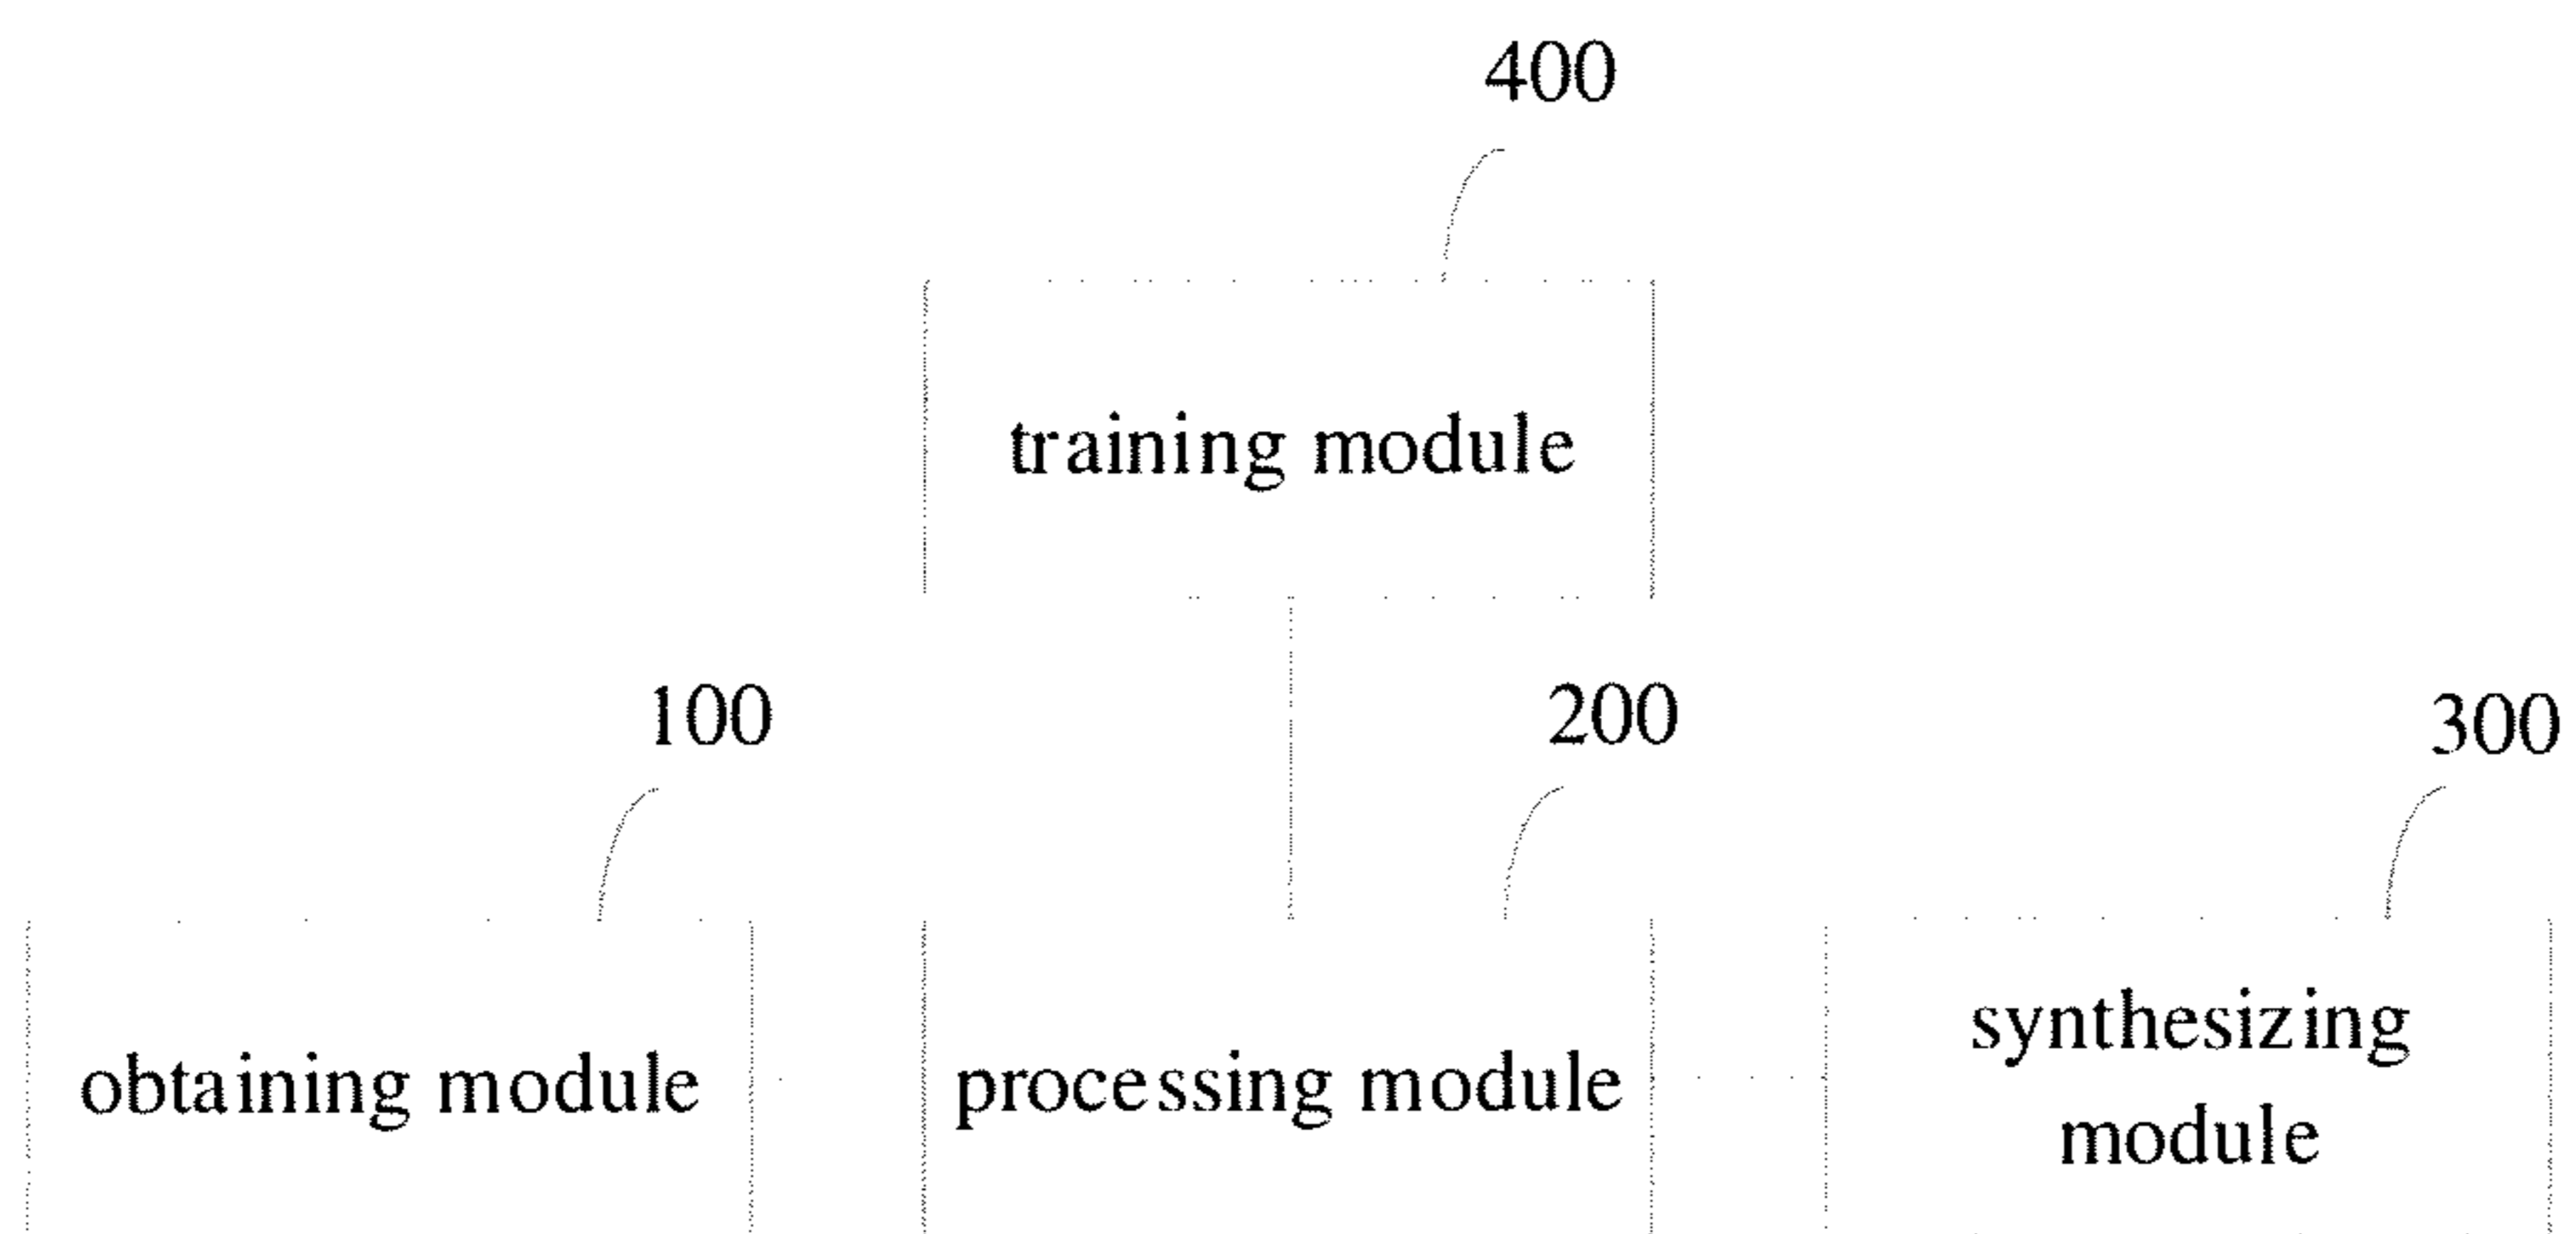 400
training module
100
200
300
obtaining module
processing module
synthesizing
module